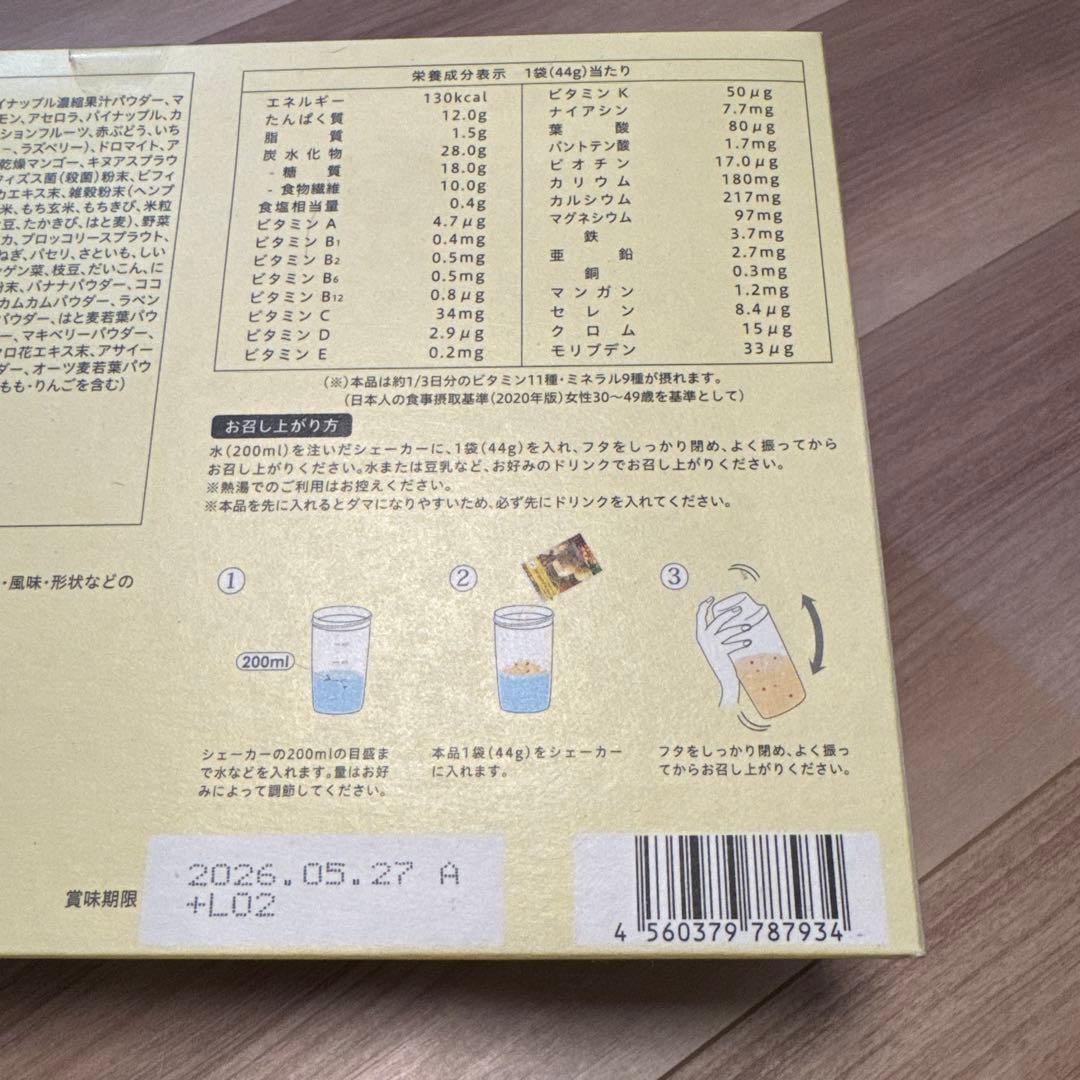 イナップル濃縮果汁パウダー、マ
モン、アセロラ、パイナップル、カ
ションフルーツ、赤ぶどう、いち
ー、ラズベリー)、ドロマイト、ア
乾燥マンゴー、キヌアスプラウ
フィズス菌(殺菌)粉末、ビフィ
カエキス末、雑穀粉末(ヘンプ
米、もち玄米、もちきび、米粒
豆、たかきび、はと麦)、野菜
カ、ブロッコリースプラウト、
ねぎ、パセリ、さといも、しい
ンゲン菜、枝豆、だいこん、に
粉末、バナナパウダー、ココ
カムカムパウダー、ラベン
パウダー、はと麦若葉パウ
ー、マキベリーパウダー、
クロ花エキス末、アサイー
ダー、オーツ麦若葉パウ
もも・りんごを含む)
・風味・形状などの
栄養成分表示 1袋(44g)当たり
エネルギー 130kcal
たんぱく質 12.0g
脂質 1.5g
炭水化物 28.0g
- 糖質 18.0g
- 食物繊維 10.0g
食塩相当量 0.4g
ビタミン A 4.7μg
ビタミン B1 0.4mg
ビタミン B2 0.5mg
ビタミン B6 0.5mg
ビタミン B12 0.8μg
ビタミン C 34mg
ビタミン D 2.9μg
ビタミン E 0.2mg
ビタミン K 50μg
ナイアシン 7.7mg
葉酸 80μg
パントテン酸 1.7mg
ビオチン 17.0μg
カリウム 180mg
カルシウム 217mg
マグネシウム 97mg
鉄 3.7mg
亜鉛 2.7mg
銅 0.3mg
マンガン 1.2mg
セレン 8.4μg
クロム 15μg
モリブデン 33μg
(※)本品は約1/3日分のビタミン11種・ミネラル9種が摂れます。
(日本人の食事摂取基準(2020年版)女性30〜49歳を基準として)
お召し上がり方
水(200ml)を注いだシェーカーに、1袋(44g)を入れ、フタをしっかり閉め、よく振ってから
お召し上がりください。水または豆乳など、お好みのドリンクでお召し上がりください。
※熱湯でのご利用はお控えください。
※本品を先に入れるとダマになりやすいため、必ず先にドリンクを入れてください。
① ② ③
200ml
シェーカーの200mlの目盛ま
で水などを入れます。量はお好
みによって調節してください。
本品1袋(44g)をシェーカー
に入れます。
フタをしっかり閉め、よく振っ
てからお召し上がりください。
賞味期限
2026.05.27 A
+L02
4 560379 787934